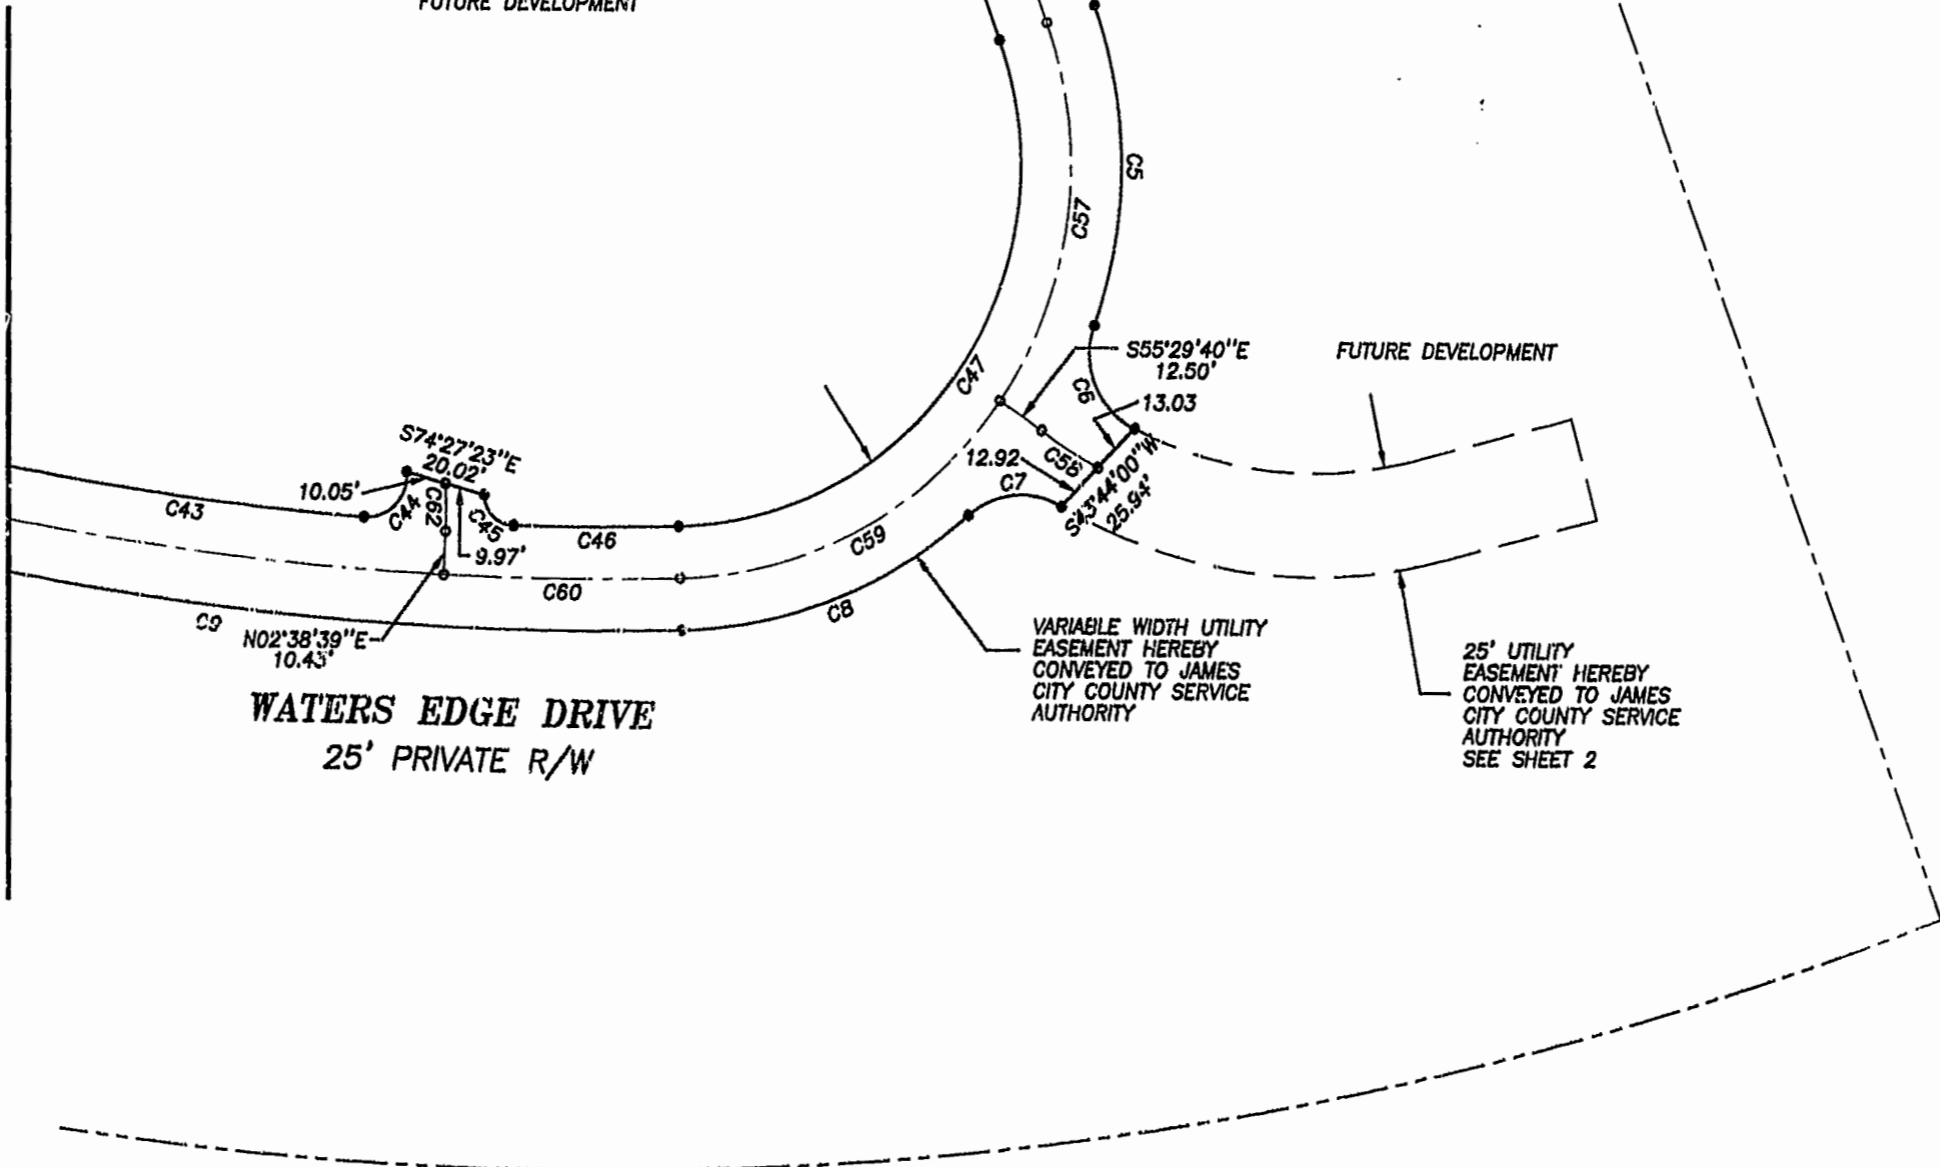 FUTURE DEVELOPMENT
C5
C57
S55°29'40"E
12.50'
FUTURE DEVELOPMENT
C47
C6
13.03
S74°27'23"E
20.02'
12.92
C58
10.05'
C7
S43°44'00"W
25.94'
C43
C44
C62
C45
C46
C59
9.97'
C60
C8
C9
N02°38'39"E
10.43'
VARIABLE WIDTH UTILITY
EASEMENT HEREBY
CONVEYED TO JAMES
CITY COUNTY SERVICE
AUTHORITY
25' UTILITY
EASEMENT HEREBY
CONVEYED TO JAMES
CITY COUNTY SERVICE
AUTHORITY
SEE SHEET 2
WATERS EDGE DRIVE
25' PRIVATE R/W